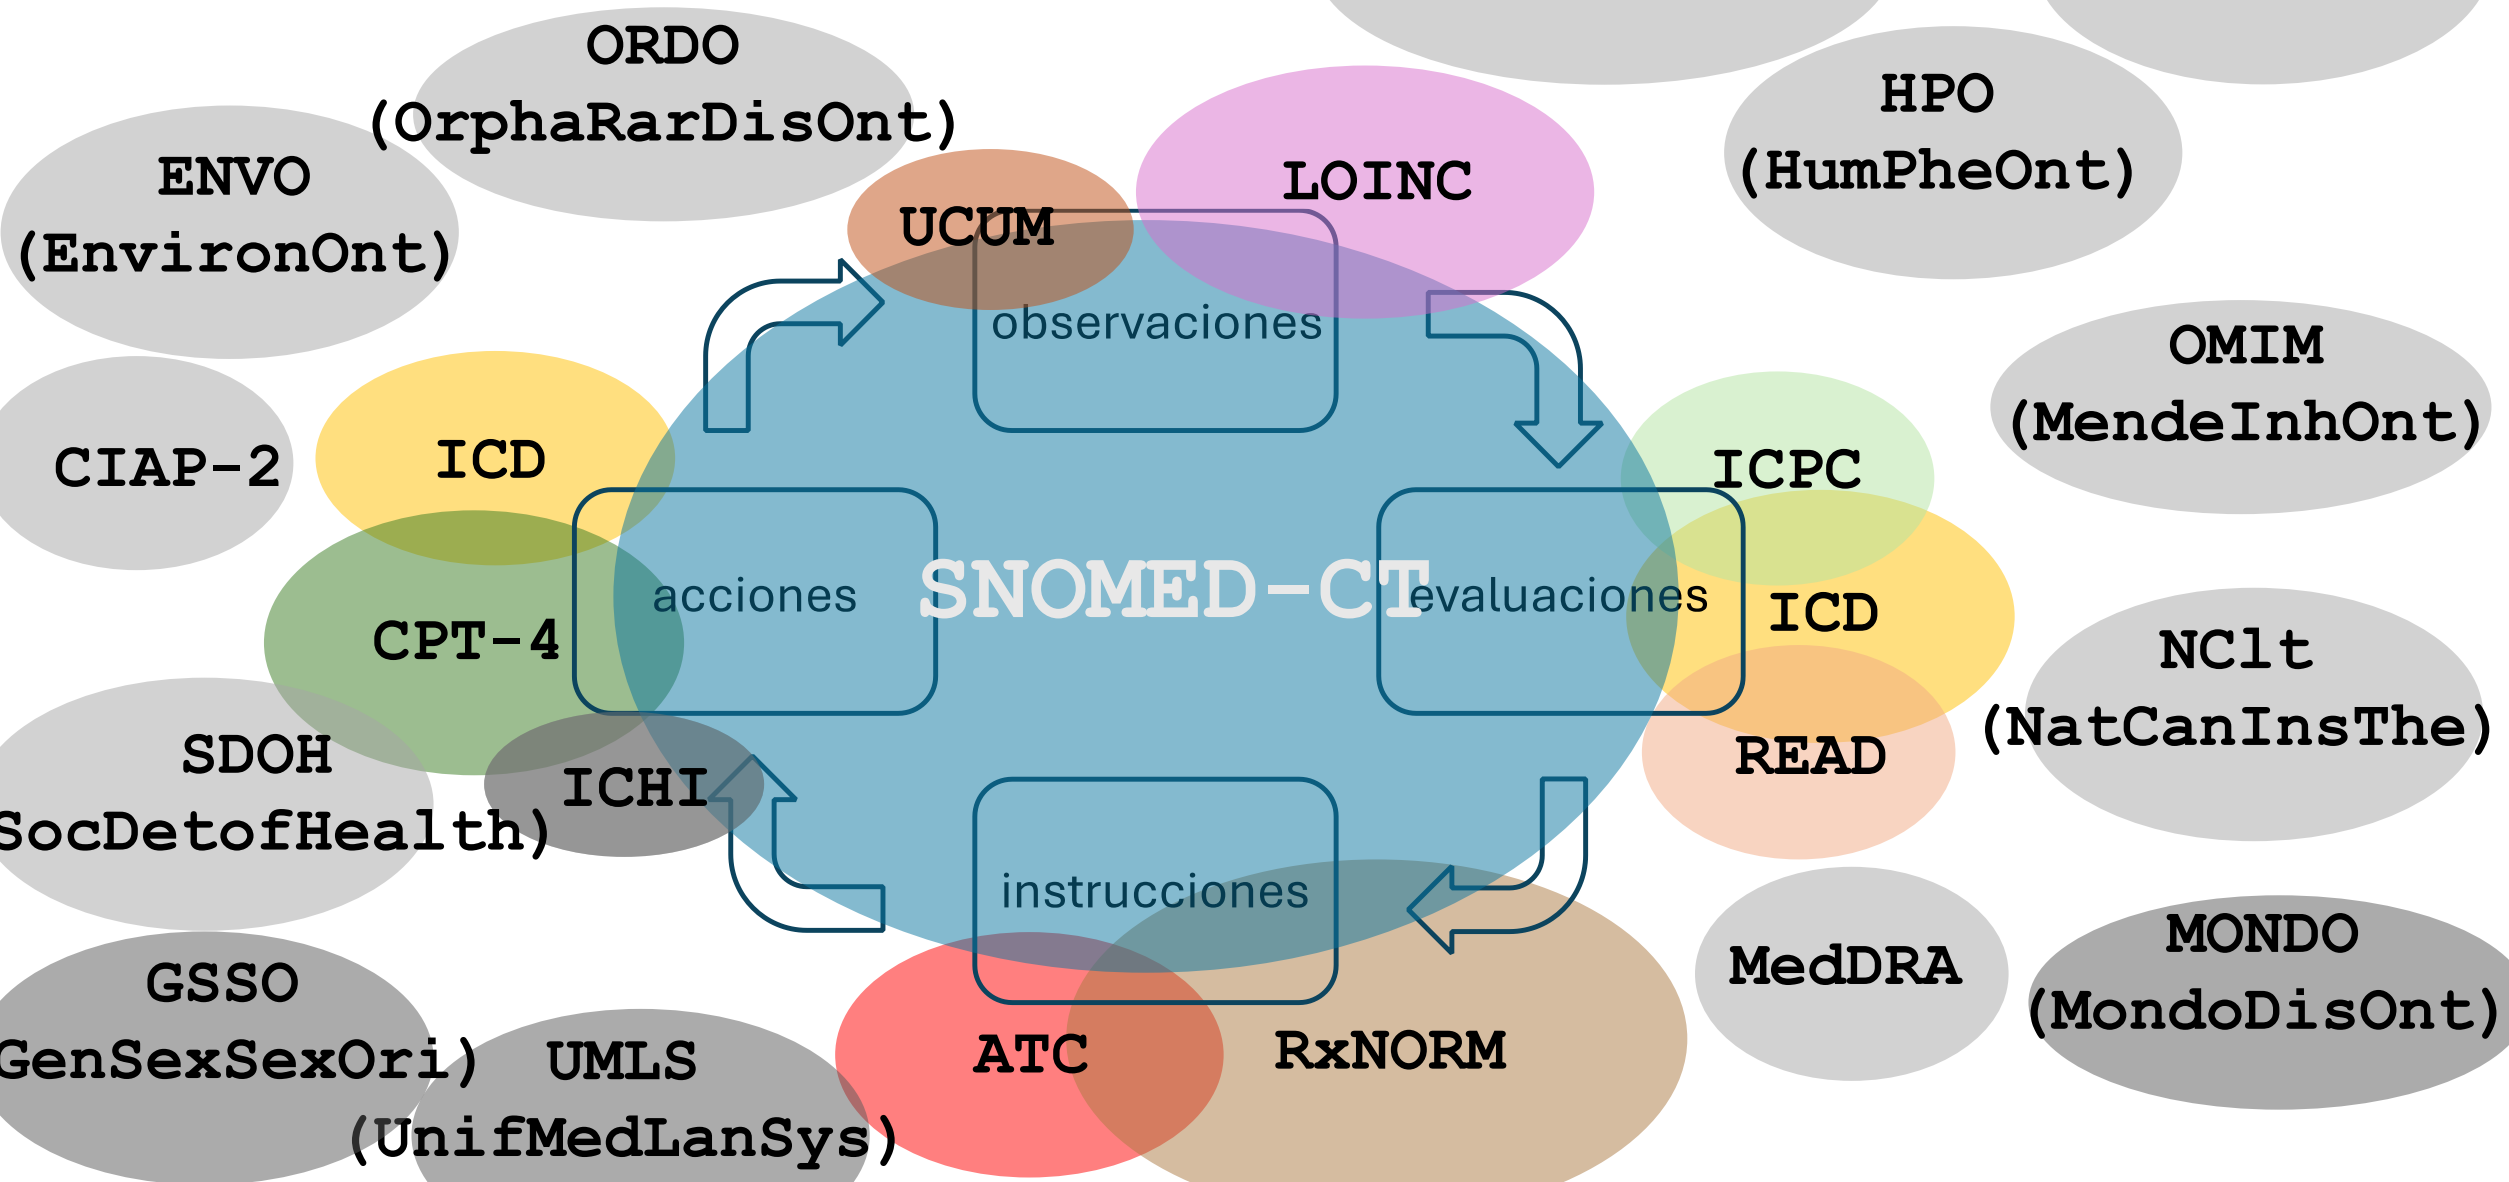 ORDO
(OrphaRarDisOnt)
HPO
(HumPheOnt)
ENVO
(EnvironOnt)
LOINC
UCUM
observaciones
OMIM
(MendeInhOnt)
CIAP-2
ICD
ICPC
acciones
SNOMED-CT
evaluaciones
ICD
CPT-4
NClt
(NatCanInsThe)
SDOH
SocDetofHealth)
ICHI
READ
instrucciones
MedDRA
MONDO
(MondoDisOnt)
GSSO
GenSexSexOri)
UMLS
(UnifMedLanSys)
ATC
RxNORM